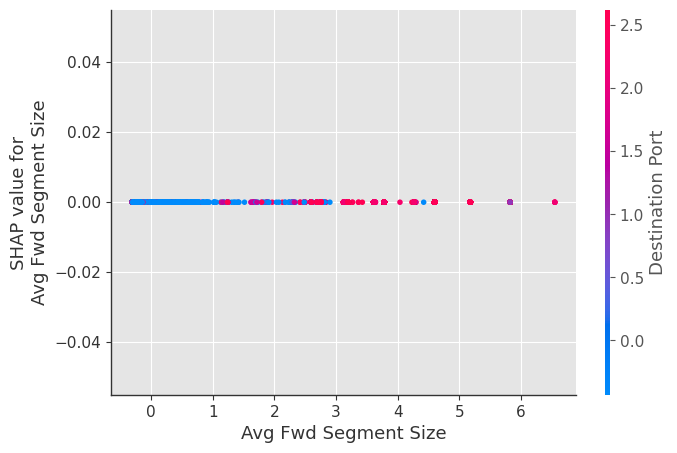 0.04
0.02
0.00
−0.02
−0.04
SHAP value for
Avg Fwd Segment Size
0 1 2 3 4 5 6
Avg Fwd Segment Size
2.5
2.0
1.5
1.0
0.5
0.0
Destination Port